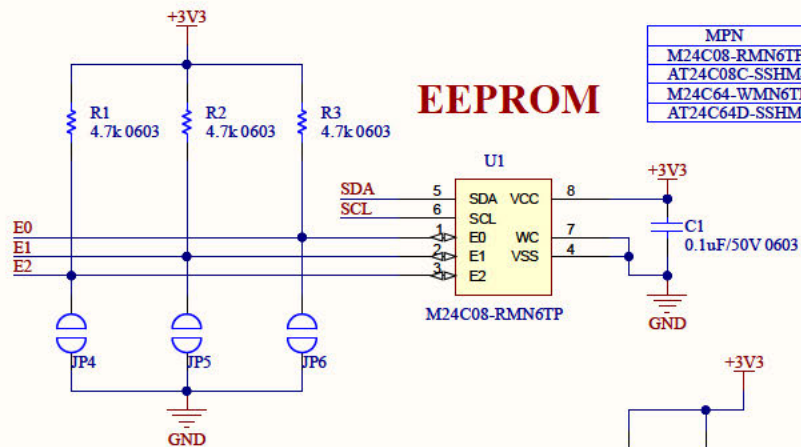 +3V3
MPN
M24C08-RMN6TP
AT24C08C-SSHM
M24C64-WMN6T
AT24C64D-SSHM
EEPROM
R1
4.7k 0603
R2
4.7k 0603
R3
4.7k 0603
U1
+3V3
SDA 5 SDA VCC 8
SCL 6 SCL
E0 1 E0 WC 7
E1 2 E1 VSS 4
E2 3 E2
C1
0.1uF/50V 0603
M24C08-RMN6TP
GND
JP4
JP5
JP6
GND
+3V3